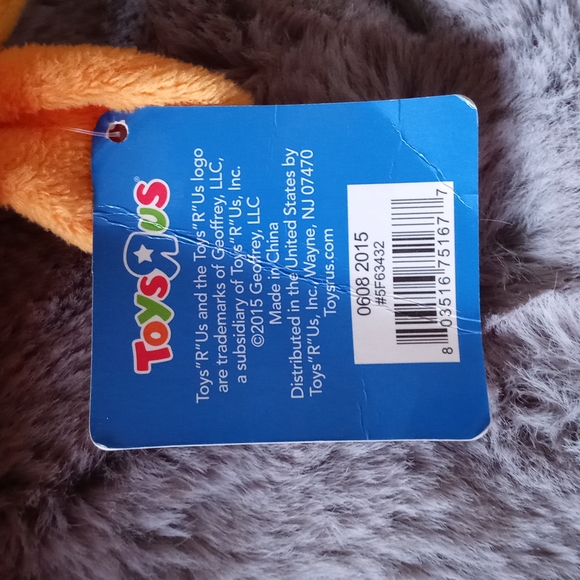 TOYSЯUS
Toys"R"Us and the Toys"R"Us logo
are trademarks of Geoffrey, LLC,
a subsidiary of Toys"R"Us, Inc.
©2015 Geoffrey, LLC
Made in China
Distributed in the United States by
Toys"R"Us, Inc., Wayne, NJ 07470
Toysrus.com
0608 2015
#5F63432
8 03516 75167 7